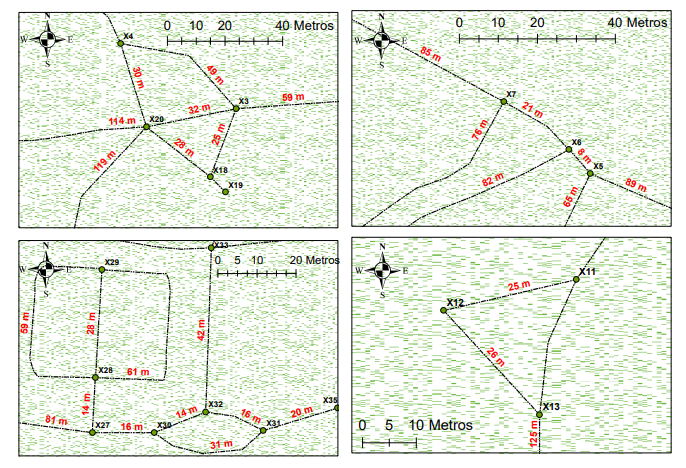 N
W E
S
0 10 20 40 Metros
X4
30 m
49 m
X3
59 m
32 m
114 m
X20
119 m
28 m
25 m
X18
X19
N
W E
S
0 10 20 40 Metros
85 m
X7
21 m
76 m
X6
8 m
X5
82 m
65 m
89 m
N
W E
S
X33
0 5 10 20 Metros
X29
59 m
28 m
42 m
X28
61 m
14 m
81 m
X27
16 m
X30
14 m
X32
16 m
X31
31 m
20 m
X35
N
W E
S
X11
25 m
X12
26 m
X13
125 m
0 5 10 Metros